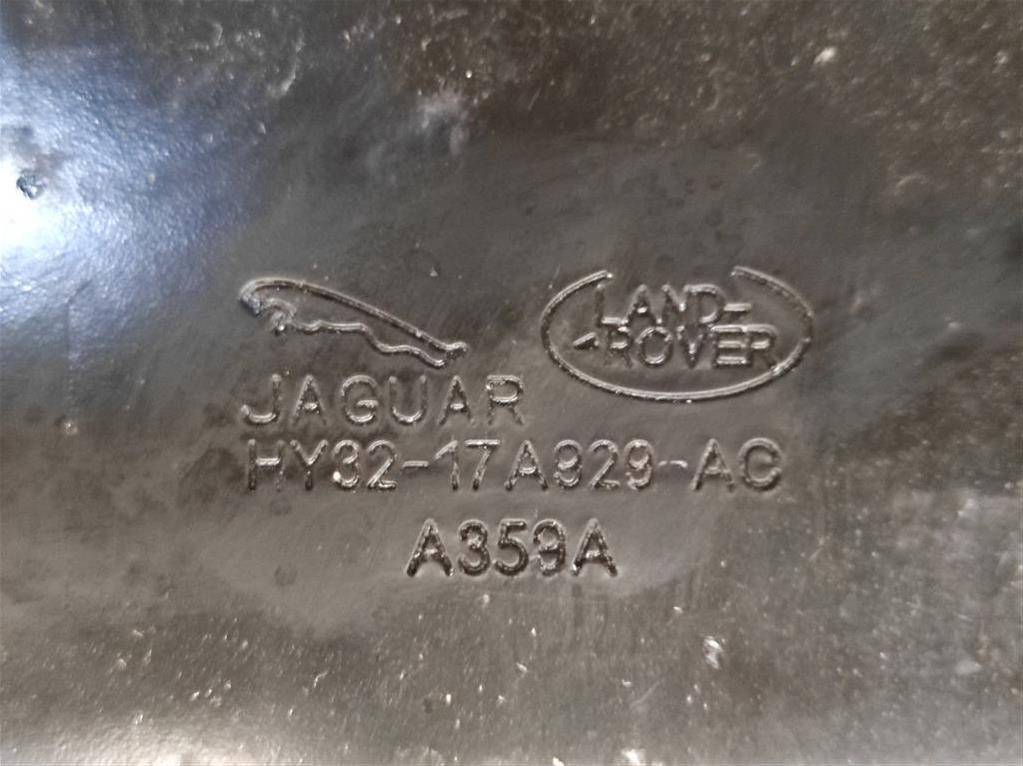 LAND-
-ROVER
JAGUAR
HY32-17A829-AC
A359A